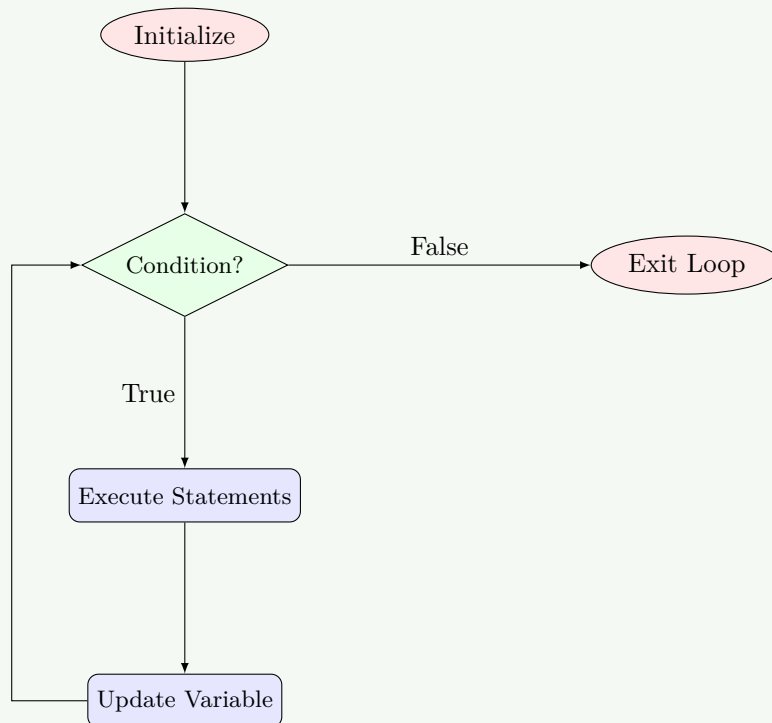 Initialize
Condition?
False
Exit Loop
True
Execute Statements
Update Variable